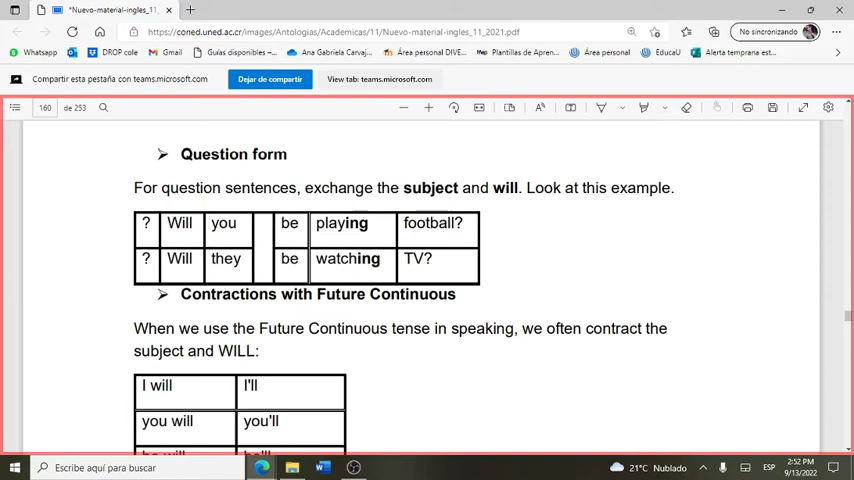 *Nuevo-material-ingles_11_
https://coned.uned.ac.cr/images/Antologias/Academicas/11/Nuevo-material-ingles_11_2021.pdf
No sincronizando
Whatsapp DROP cole Gmail Guías disponibles –... Ana Gabriela Carvaj... Área personal DIVE... Plantillas de Apren... Área personal EducaU Alerta temprana est...
Compartir esta pestaña con teams.microsoft.com Dejar de compartir View tab: teams.microsoft.com
160 de 253
➢ Question form
For question sentences, exchange the subject and will. Look at this example.
? Will you be playing football?
? Will they be watching TV?
➢ Contractions with Future Continuous
When we use the Future Continuous tense in speaking, we often contract the
subject and WILL:
I will I'll
you will you'll
he will he'll
Escribe aquí para buscar
21°C Nublado ESP 2:52 PM
9/13/2022